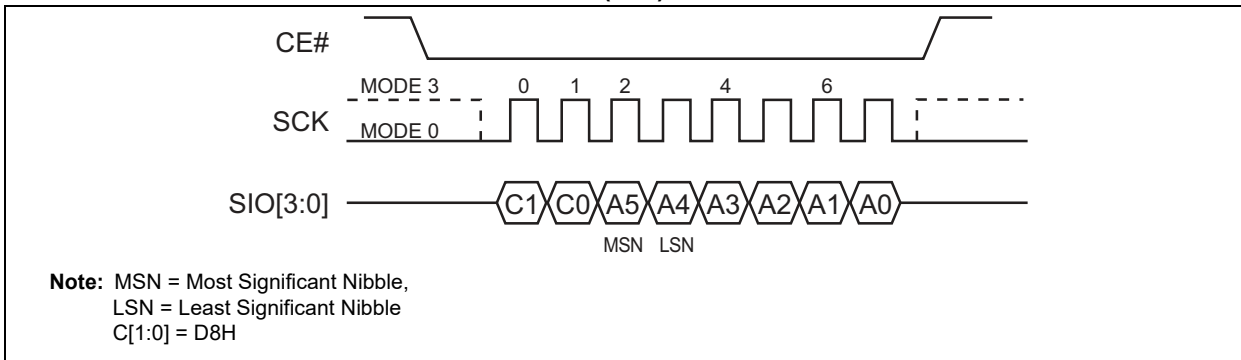 CE#
MODE 3 0 1 2 4 6
SCK
MODE 0
SIO[3:0] C1 C0 A5 A4 A3 A2 A1 A0
MSN LSN
Note: MSN = Most Significant Nibble,
LSN = Least Significant Nibble
C[1:0] = D8H